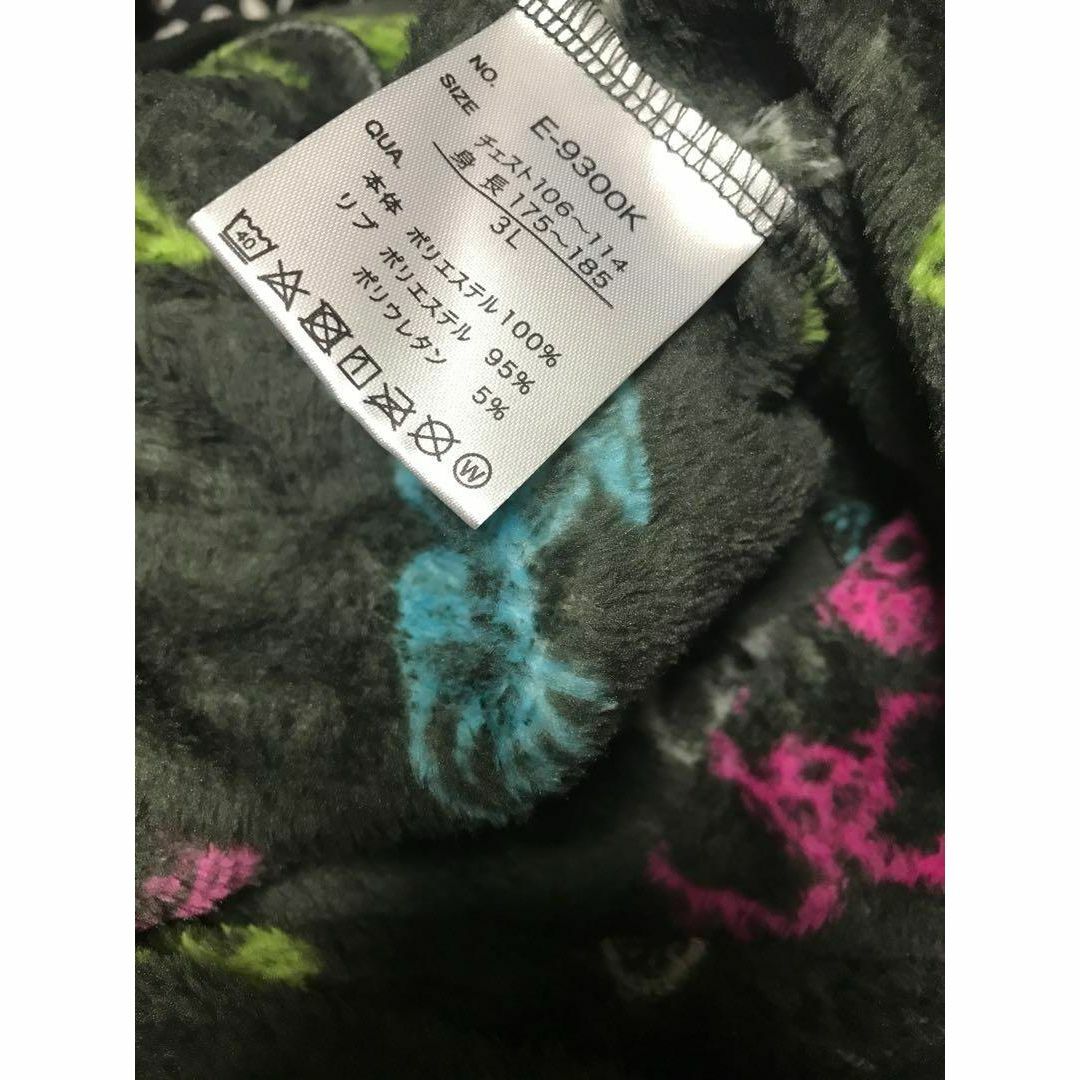 NO. E-9300K
SIZE チェスト106〜114
身長175〜185
3L
QUA 本体 ポリエステル100%
リブ ポリエステル 95%
ポリウレタン 5%
40
W